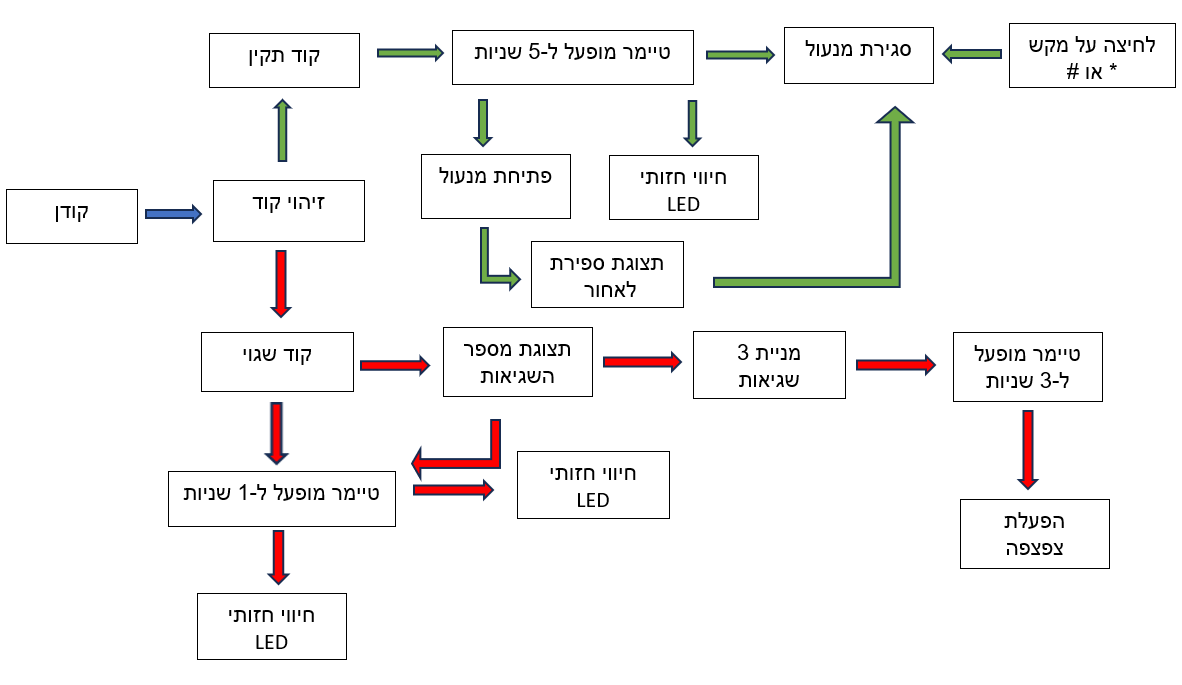 קוד תקין
טיימר מופעל ל-5 שניות
סגירת מנעול
לחיצה על מקש
* או #
פתיחת מנעול
חיווי חזותי
LED
קודן
זיהוי קוד
תצוגת ספירת
לאחור
קוד שגוי
תצוגת מספר
השגיאות
מניית 3
שגיאות
טיימר מופעל
ל-3 שניות
טיימר מופעל ל-1 שניות
חיווי חזותי
LED
הפעלת
צפצפה
חיווי חזותי
LED